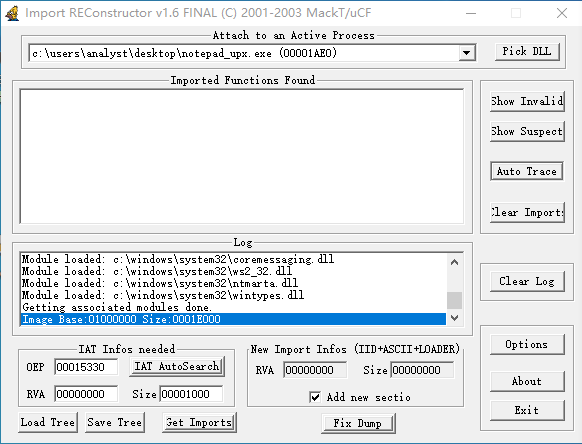 Import REConstructor v1.6 FINAL (C) 2001-2003 MackT/uCF
Attach to an Active Process
c:\users\analyst\desktop\notepad_upx.exe (00001AE0)
Pick DLL
Imported Functions Found
Show Invalid
Show Suspect
Auto Trace
Clear Imports
Log
Module loaded: c:\windows\system32\coremessaging.dll
Module loaded: c:\windows\system32\ws2_32.dll
Module loaded: c:\windows\system32\ntmarta.dll
Module loaded: c:\windows\system32\wintypes.dll
Getting associated modules done.
Image Base:01000000 Size:0001E000
Clear Log
IAT Infos needed
OEP 00015330 IAT AutoSearch
RVA 00000000 Size 00001000
New Import Infos (IID+ASCII+LOADER)
RVA 00000000 Size 00000000
Add new sectio
Load Tree Save Tree Get Imports
Fix Dump
Options
About
Exit